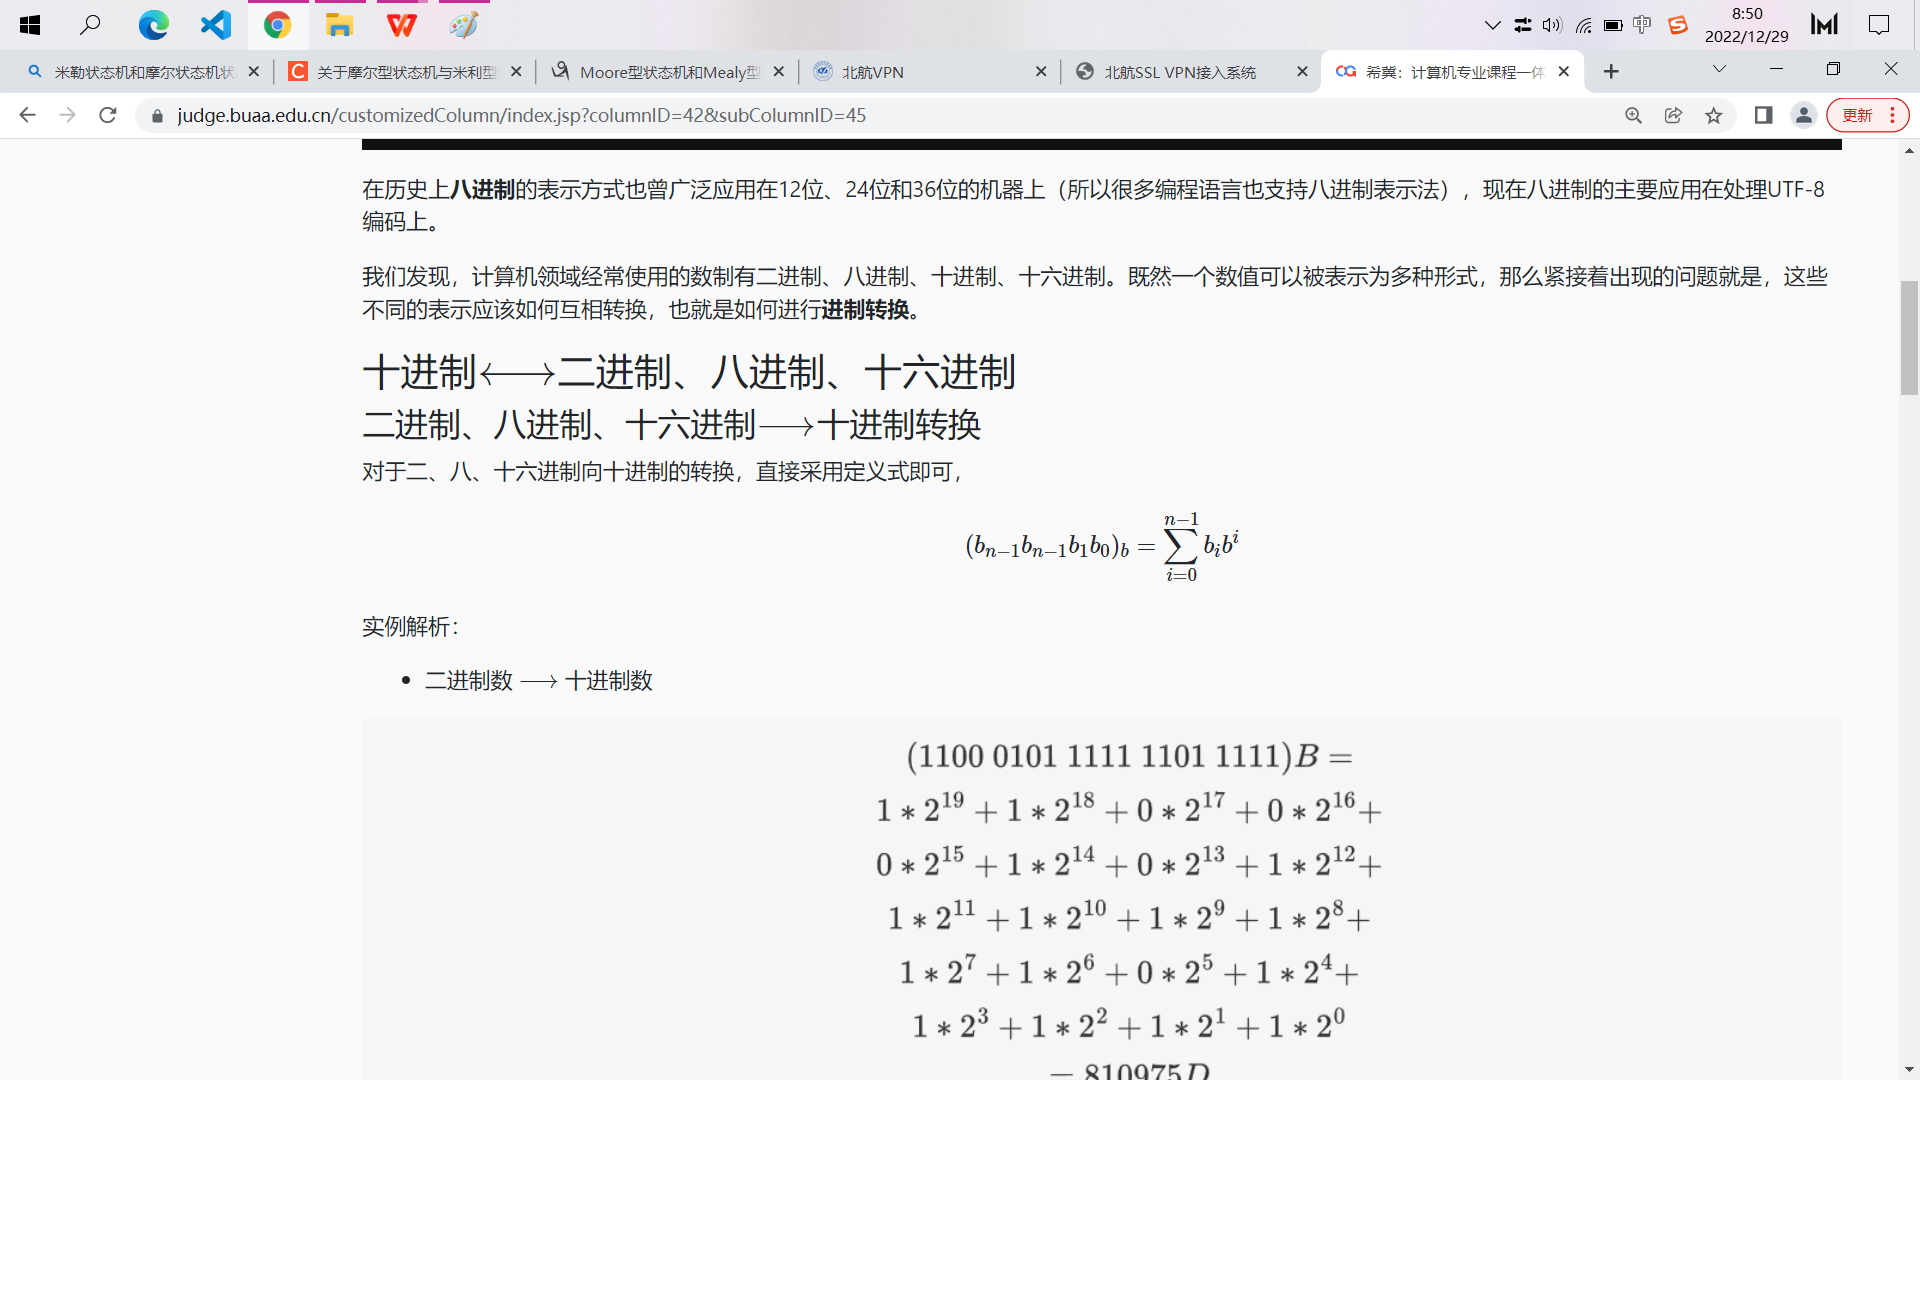 8:50
2022/12/29
米勒状态机和摩尔状态机状
关于摩尔型状态机与米利型
Moore型状态机和Mealy型
北航VPN
北航SSL VPN接入系统
希冀：计算机专业课程一体
judge.buaa.edu.cn/customizedColumn/index.jsp?columnID=42&subColumnID=45
更新
在历史上八进制的表示方式也曾广泛应用在12位、24位和36位的机器上（所以很多编程语言也支持八进制表示法），现在八进制的主要应用在处理UTF-8
编码上。
我们发现，计算机领域经常使用的数制有二进制、八进制、十进制、十六进制。既然一个数值可以被表示为多种形式，那么紧接着出现的问题就是，这些
不同的表示应该如何互相转换，也就是如何进行进制转换。
十进制⟷二进制、八进制、十六进制
二进制、八进制、十六进制⟶十进制转换
对于二、八、十六进制向十进制的转换，直接采用定义式即可，
(b_{n−1}b_{n−1}b_1b_0)_b = \sum_{i=0}^{n−1} b_i b^i
实例解析：
• 二进制数 ⟶ 十进制数
(1100 0101 1111 1101 1111)B =
1 * 2^{19} + 1 * 2^{18} + 0 * 2^{17} + 0 * 2^{16}+
0 * 2^{15} + 1 * 2^{14} + 0 * 2^{13} + 1 * 2^{12}+
1 * 2^{11} + 1 * 2^{10} + 1 * 2^9 + 1 * 2^8+
1 * 2^7 + 1 * 2^6 + 0 * 2^5 + 1 * 2^4+
1 * 2^3 + 1 * 2^2 + 1 * 2^1 + 1 * 2^0
= 810975D